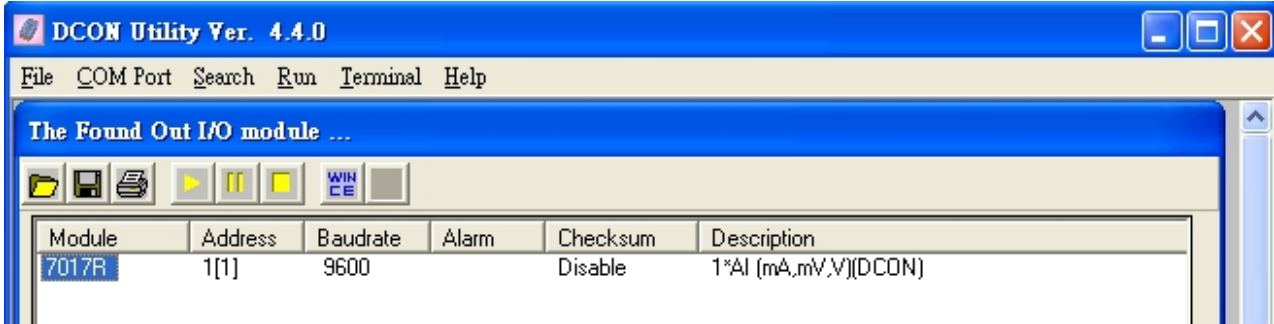 DCON Utility Ver. 4.4.0
File COM Port Search Run Terminal Help
The Found Out I/O module ...
WIN CE
Module Address Baudrate Alarm Checksum Description
7017R 1[1] 9600 Disable 1*AI (mA,mV,V)(DCON)